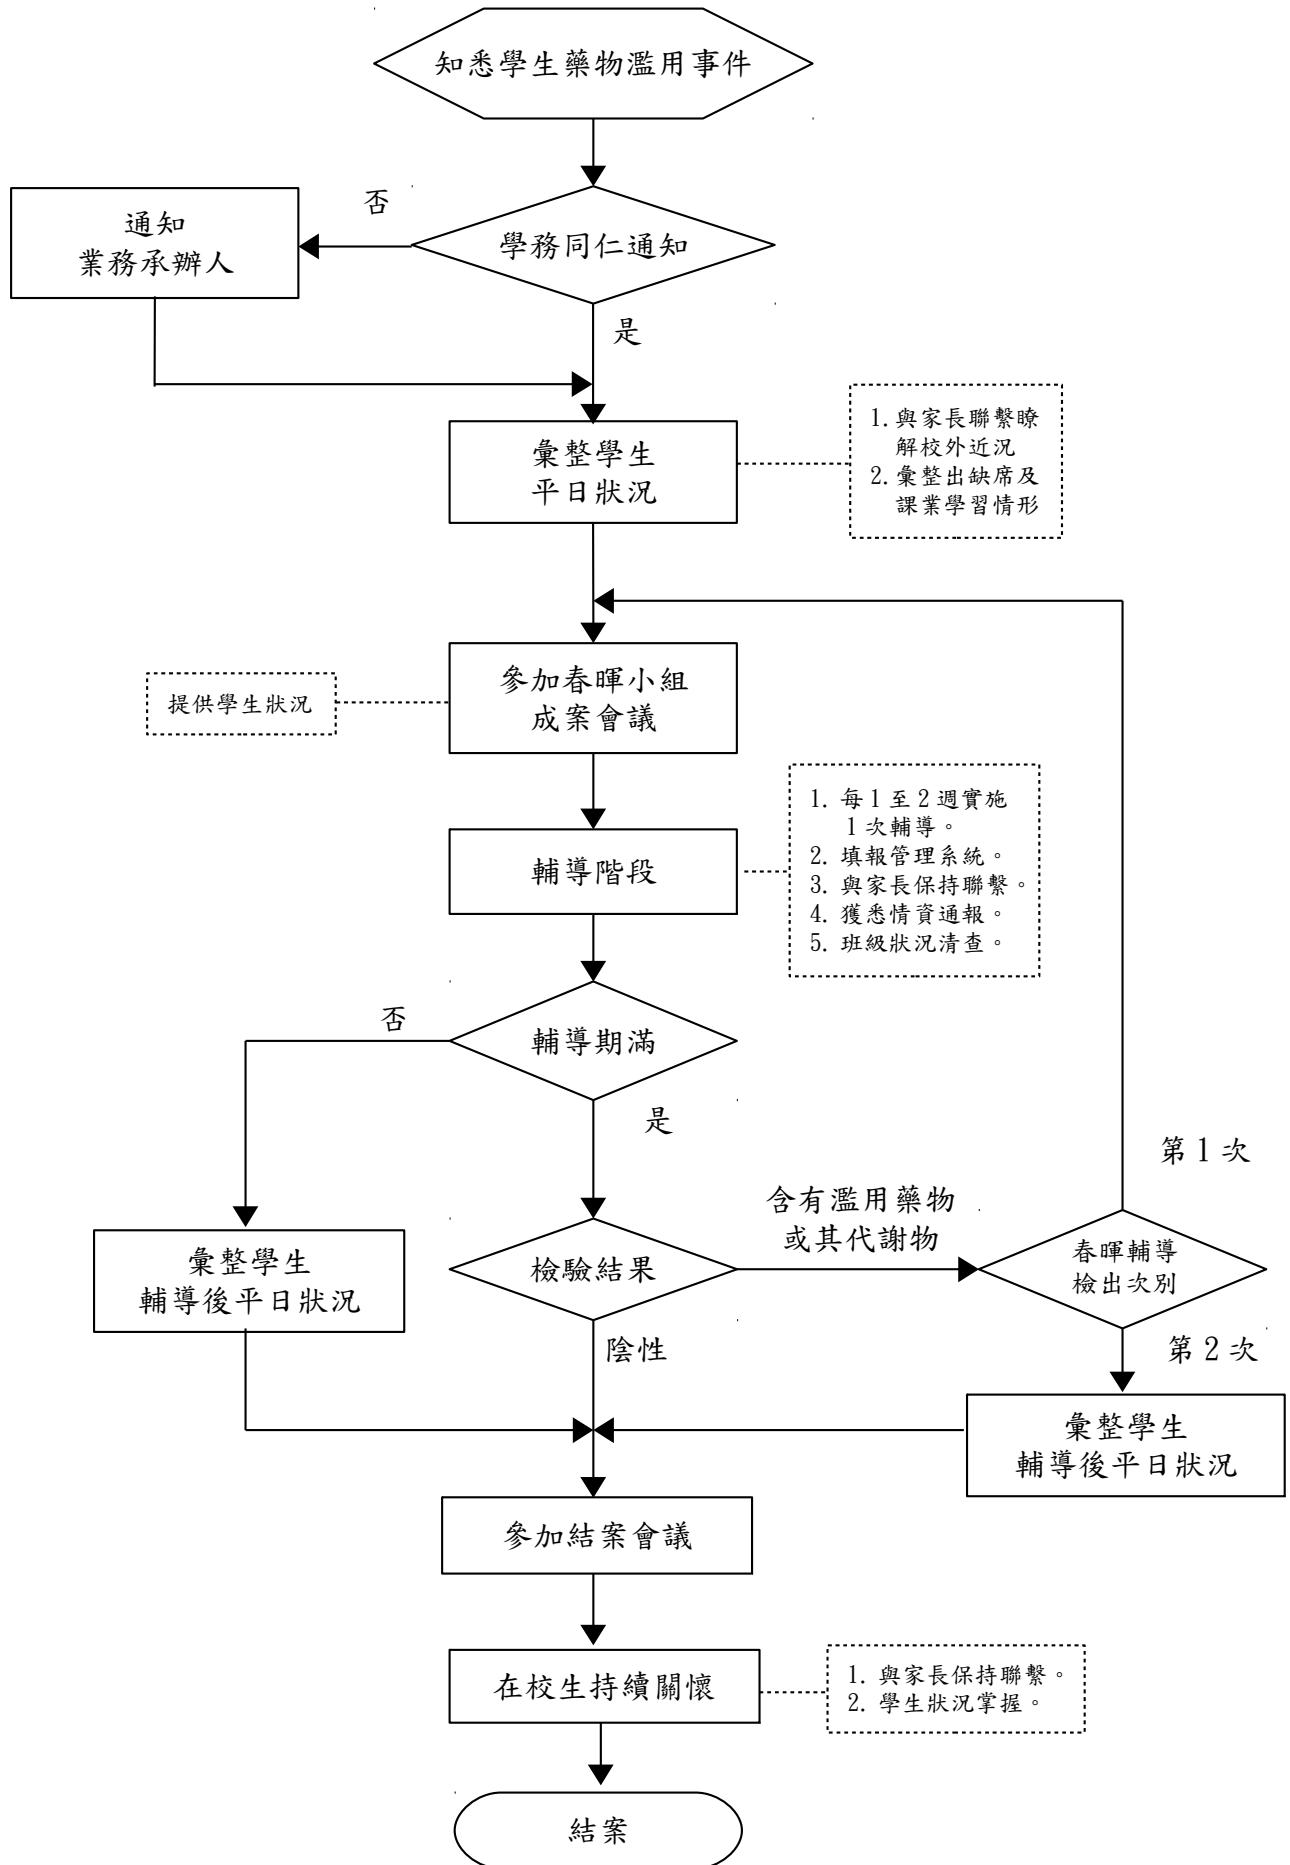 知悉學生藥物濫用事件
否
通知
業務承辦人
學務同仁通知
是
彙整學生
平日狀況
1. 與家長聯繫瞭
解校外近況
2. 彙整出缺席及
課業學習情形
提供學生狀況
參加春暉小組
成案會議
輔導階段
1. 每1至2週實施
1次輔導。
2. 填報管理系統。
3. 與家長保持聯繫。
4. 獲悉情資通報。
5. 班級狀況清查。
否
輔導期滿
是
第1次
含有濫用藥物
或其代謝物
彙整學生
輔導後平日狀況
檢驗結果
春暉輔導
檢出次別
陰性
第2次
彙整學生
輔導後平日狀況
參加結案會議
在校生持續關懷
1. 與家長保持聯繫。
2. 學生狀況掌握。
結案